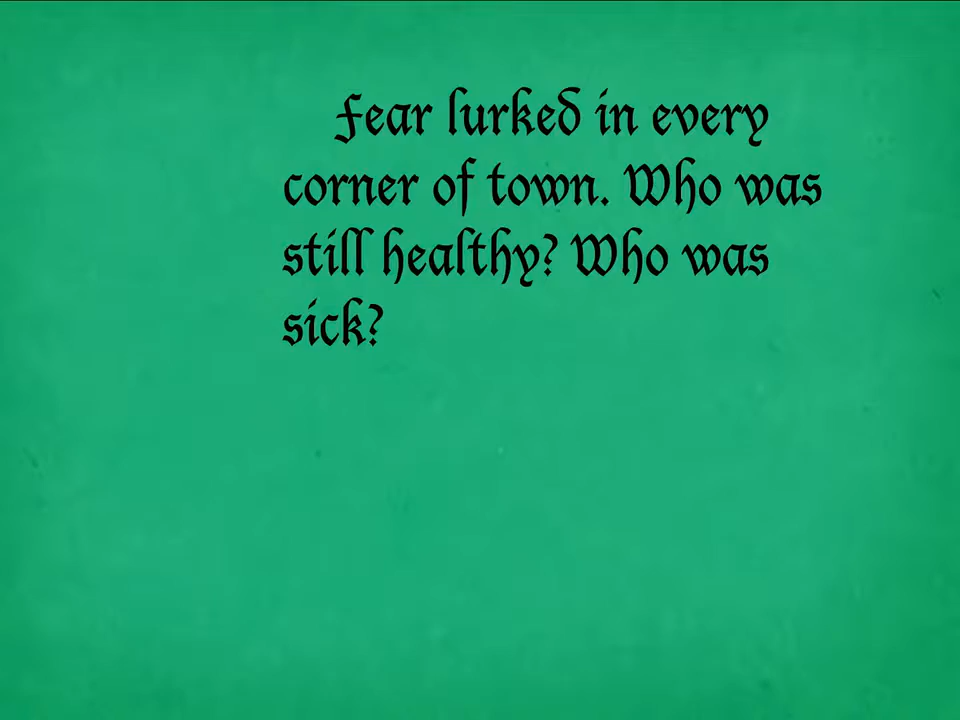 Fear lurked in every
corner of town. Who was
still healthy? Who was
sick?